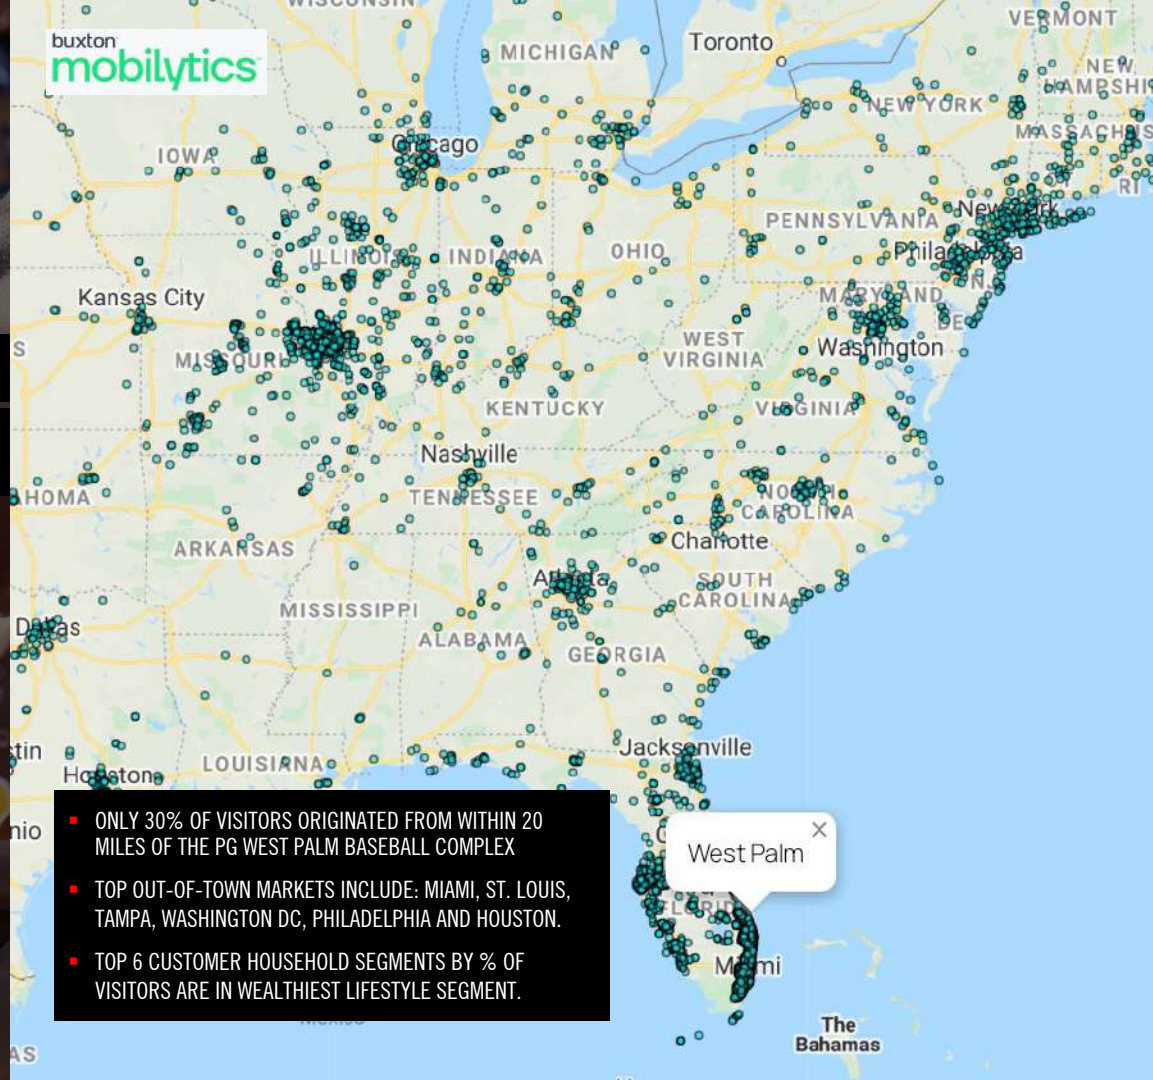 WISCONSIN
VERMONT
buxton
mobilytics
MICHIGAN
Toronto
NEW
HAMPSHI
NEW YORK
MASSACHUS
Chicago
IOWA
RI
New York
PENNSYLVANIA
ILLINOIS
INDIANA
OHIO
Philadelphia
N.J.
Kansas City
MARYLAND
DE
S
MISSOURI
WEST
VIRGINIA
Washington
KENTUCKY
VIRGINIA
Nashville
AHOMA
TENNESSEE
NORTH
CAROLINA
ARKANSAS
Charlotte
Atlanta
SOUTH
CAROLINA
MISSISSIPPI
Dallas
ALABAMA
GEORGIA
stin
Houston
LOUISIANA
Jacksonville
nio
▪ ONLY 30% OF VISITORS ORIGINATED FROM WITHIN 20
MILES OF THE PG WEST PALM BASEBALL COMPLEX
▪ TOP OUT-OF-TOWN MARKETS INCLUDE: MIAMI, ST. LOUIS,
TAMPA, WASHINGTON DC, PHILADELPHIA AND HOUSTON.
▪ TOP 6 CUSTOMER HOUSEHOLD SEGMENTS BY % OF
VISITORS ARE IN WEALTHIEST LIFESTYLE SEGMENT.
West Palm
FLORIDA
Miami
The
Bahamas
AS